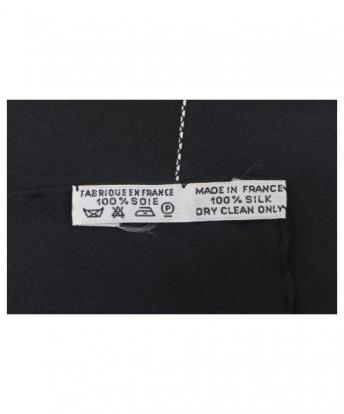 FABRIQUE EN FRANCE
100% SOIE
P
MADE IN FRANCE
100% SILK
DRY CLEAN ONLY